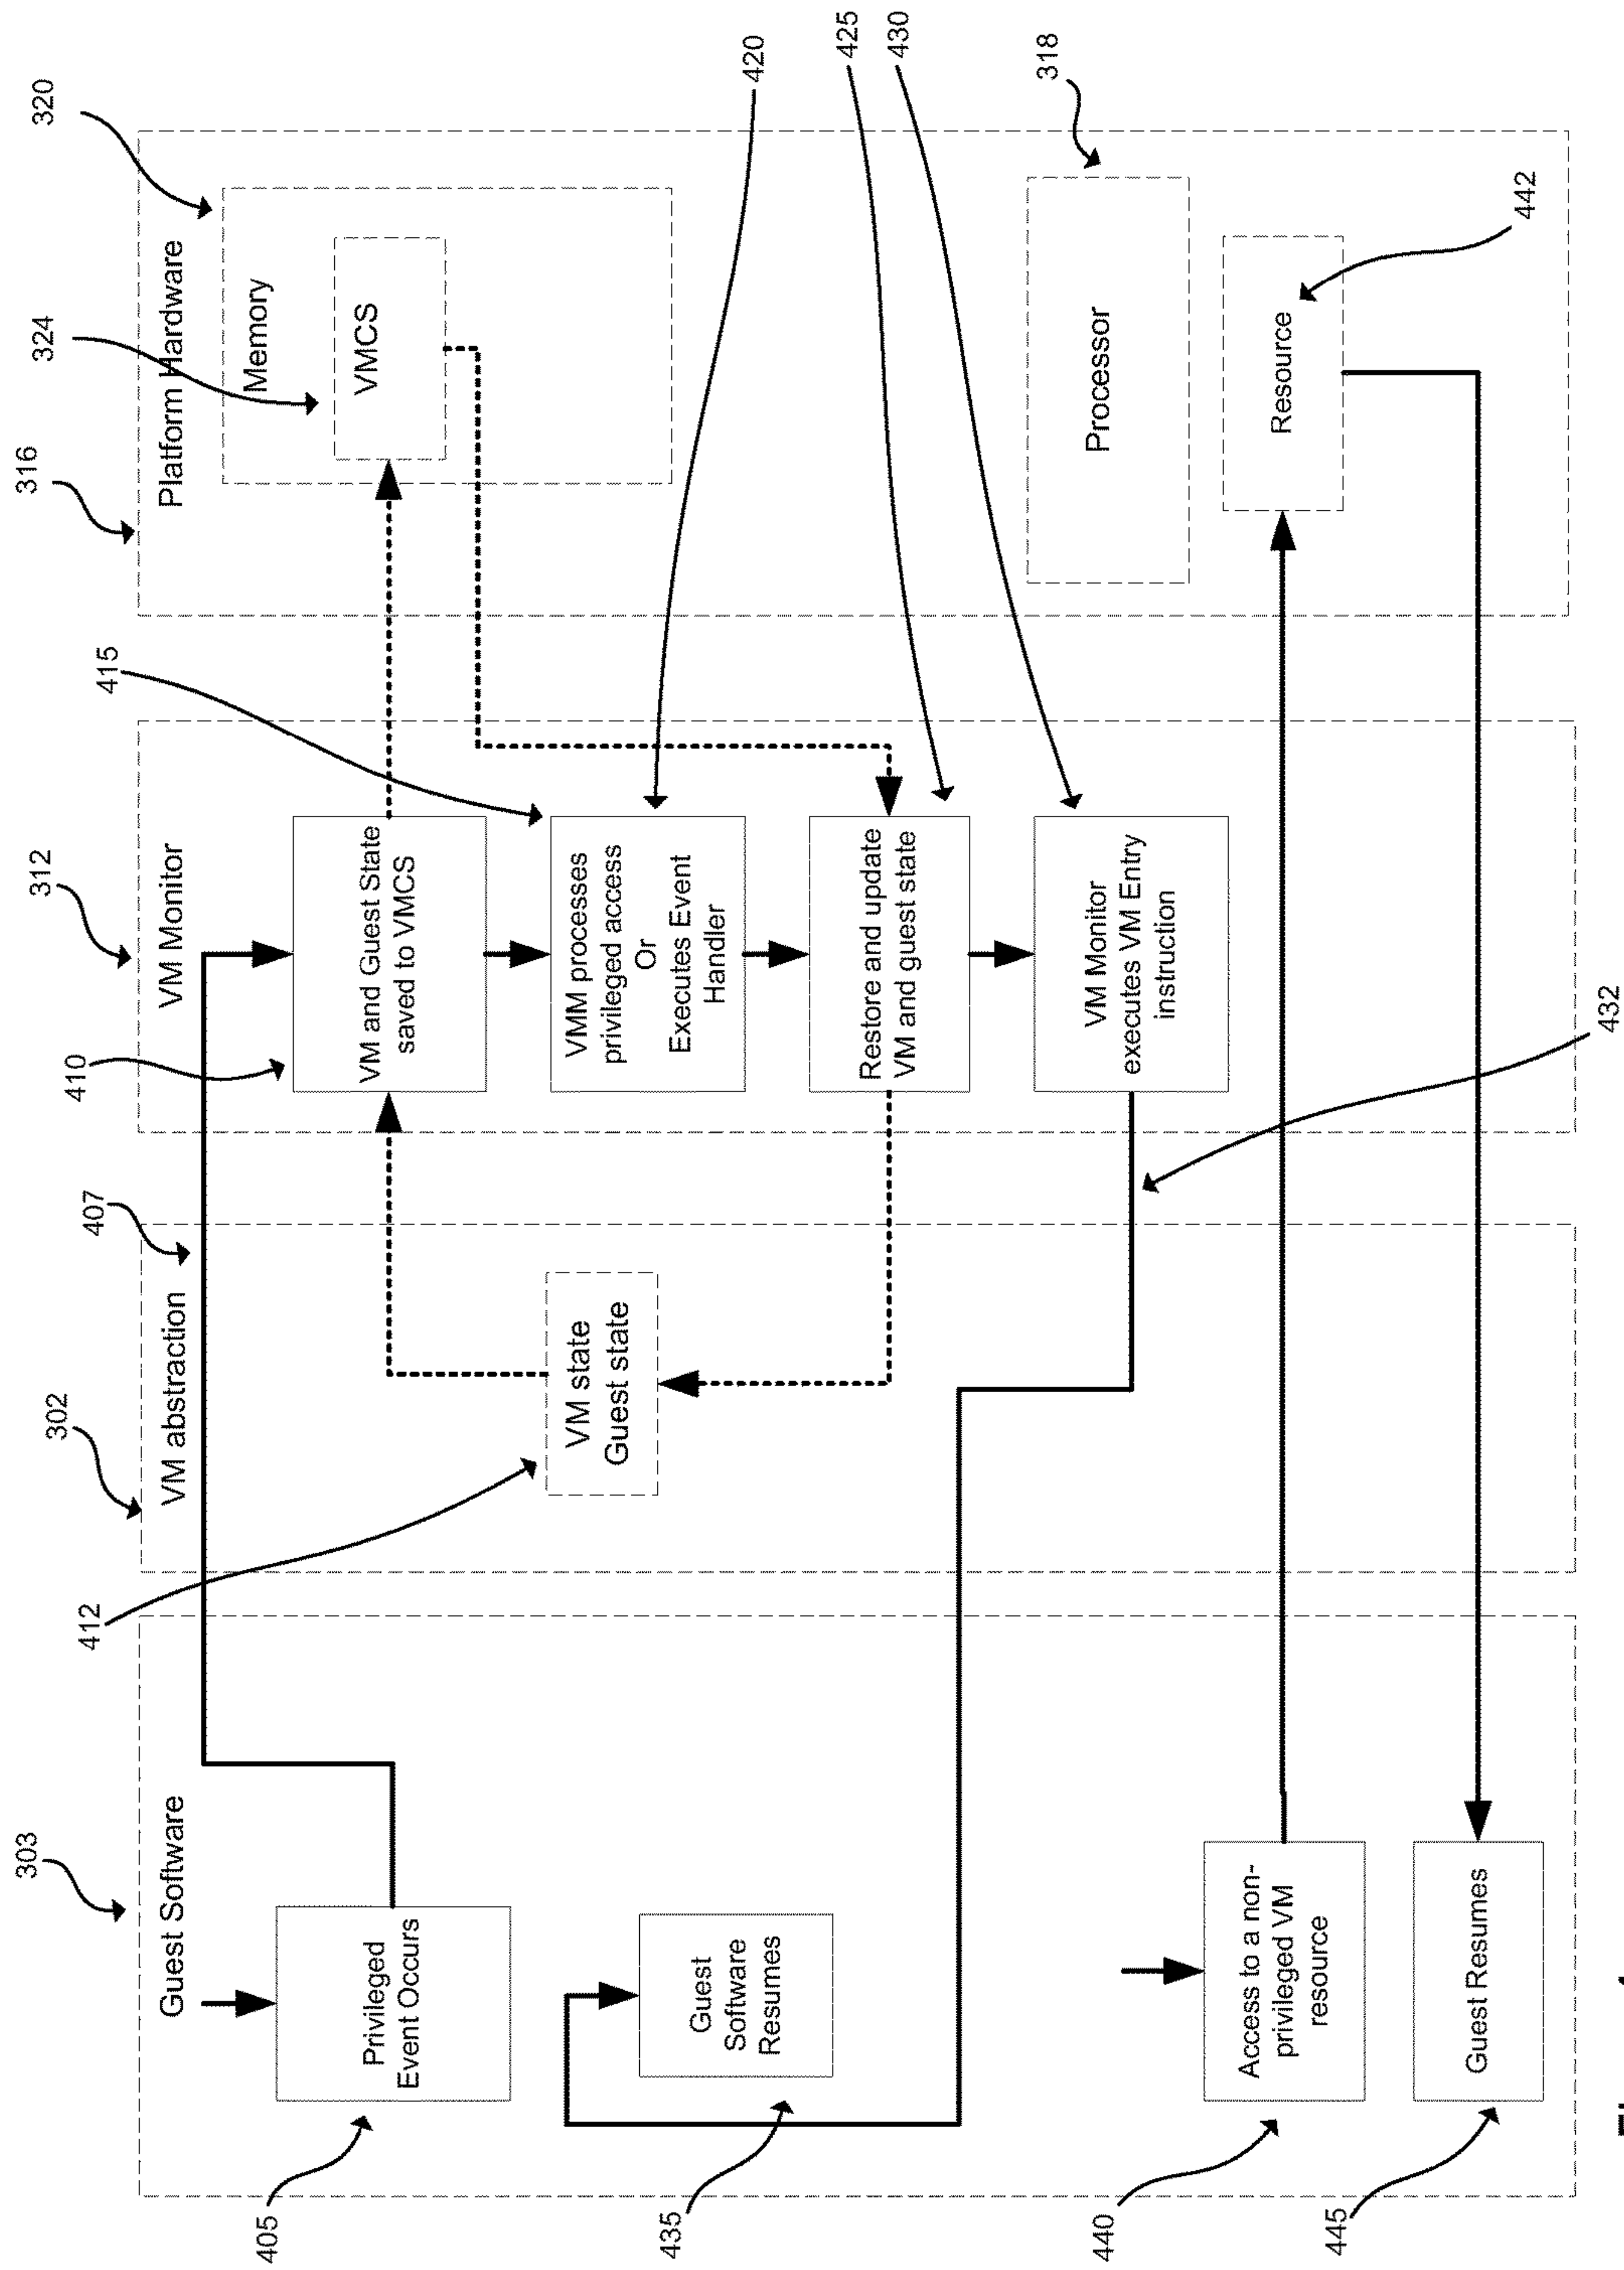 303
Guest Software
405
Privileged
Event Occurs
435
Guest
Software
Resumes
440
Access to a non-
privileged VM
resource
445
Guest Resumes
302
VM abstraction
407
412
VM state
Guest state
312
VM Monitor
410
VM and Guest State
saved to VMCS
415
VMM processes
privileged access
Or
Executes Event
Handler
420
Restore and update
VM and guest state
425
VM Monitor
executes VM Entry
instruction
430
432
316
Platform Hardware
320
Memory
324
VMCS
318
Processor
Resource
442